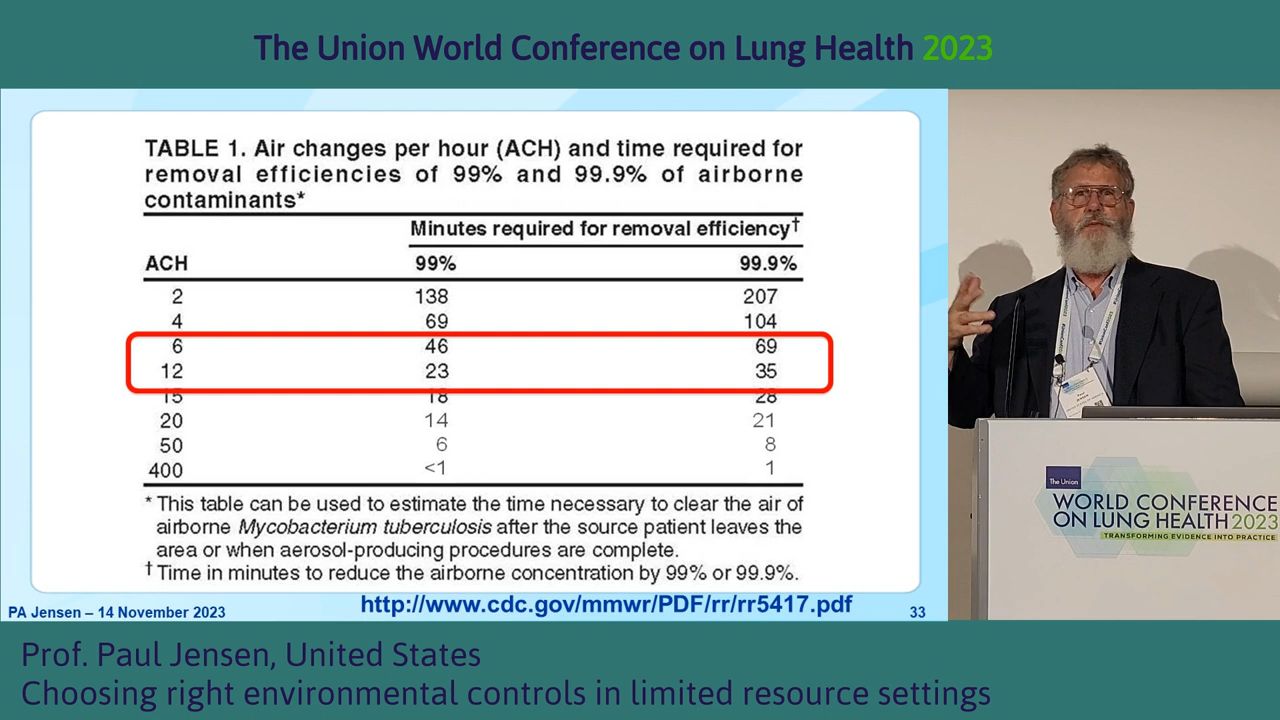 The Union World Conference on Lung Health 2023
TABLE 1. Air changes per hour (ACH) and time required for
removal efficiencies of 99% and 99.9% of airborne
contaminants*
Minutes required for removal efficiency†
ACH 99% 99.9%
2 138 207
4 69 104
6 46 69
12 23 35
15 18 28
20 14 21
50 6 8
400 <1 1
* This table can be used to estimate the time necessary to clear the air of
airborne Mycobacterium tuberculosis after the source patient leaves the
area or when aerosol-producing procedures are complete.
† Time in minutes to reduce the airborne concentration by 99% or 99.9%.
PA Jensen – 14 November 2023
http://www.cdc.gov/mmwr/PDF/rr/rr5417.pdf
33
The Union
WORLD CONFERENCE
ON LUNG HEALTH 2023
TRANSFORMING EVIDENCE INTO PRACTICE
Prof. Paul Jensen, United States
Choosing right environmental controls in limited resource settings